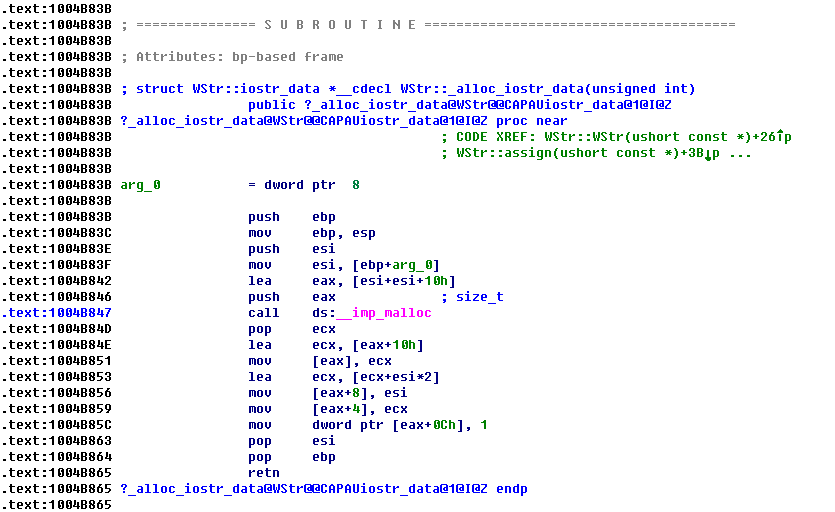 .text:1004B83B
.text:1004B83B ; =============== S U B R O U T I N E =======================================
.text:1004B83B
.text:1004B83B ; Attributes: bp-based frame
.text:1004B83B
.text:1004B83B ; struct WStr::iostr_data *__cdecl WStr::_alloc_iostr_data(unsigned int)
.text:1004B83B                 public ?_alloc_iostr_data@WStr@@CAPAUiostr_data@1@I@Z
.text:1004B83B ?_alloc_iostr_data@WStr@@CAPAUiostr_data@1@I@Z proc near
.text:1004B83B                                         ; CODE XREF: WStr::WStr(ushort const *)+26↑p
.text:1004B83B                                         ; WStr::assign(ushort const *)+3B↓p ...
.text:1004B83B
.text:1004B83B arg_0           = dword ptr  8
.text:1004B83B
.text:1004B83B                 push    ebp
.text:1004B83C                 mov     ebp, esp
.text:1004B83E                 push    esi
.text:1004B83F                 mov     esi, [ebp+arg_0]
.text:1004B842                 lea     eax, [esi+esi+10h]
.text:1004B846                 push    eax             ; size_t
.text:1004B847                 call    ds:__imp_malloc
.text:1004B84D                 pop     ecx
.text:1004B84E                 lea     ecx, [eax+10h]
.text:1004B851                 mov     [eax], ecx
.text:1004B853                 lea     ecx, [ecx+esi*2]
.text:1004B856                 mov     [eax+8], esi
.text:1004B859                 mov     [eax+4], ecx
.text:1004B85C                 mov     dword ptr [eax+0Ch], 1
.text:1004B863                 pop     esi
.text:1004B864                 pop     ebp
.text:1004B865                 retn
.text:1004B865 ?_alloc_iostr_data@WStr@@CAPAUiostr_data@1@I@Z endp
.text:1004B865